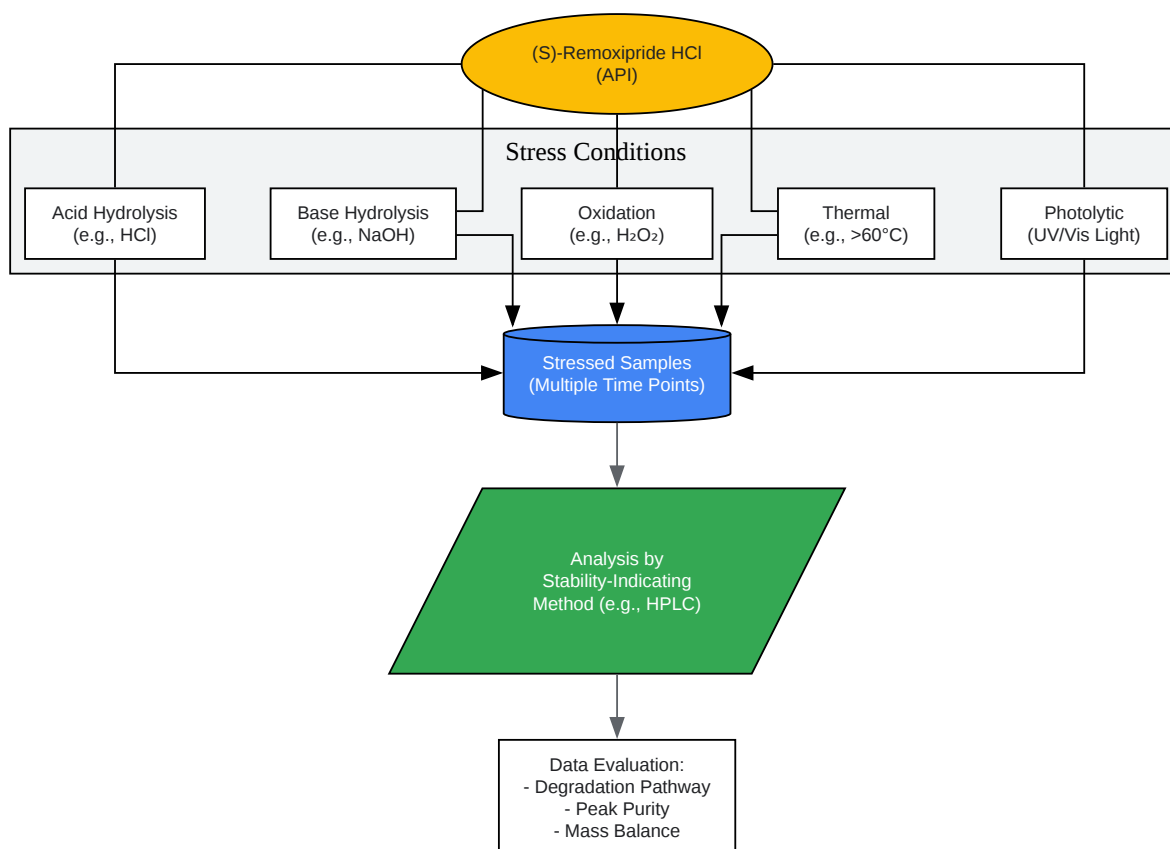 (S)-Remoxipride HCl
(API)
Stress Conditions
Acid Hydrolysis
(e.g., HCl)
Base Hydrolysis
(e.g., NaOH)
Oxidation
(e.g., H₂O₂)
Thermal
(e.g., >60°C)
Photolytic
(UV/Vis Light)
Stressed Samples
(Multiple Time Points)
Analysis by
Stability-Indicating
Method (e.g., HPLC)
Data Evaluation:
- Degradation Pathway
- Peak Purity
- Mass Balance